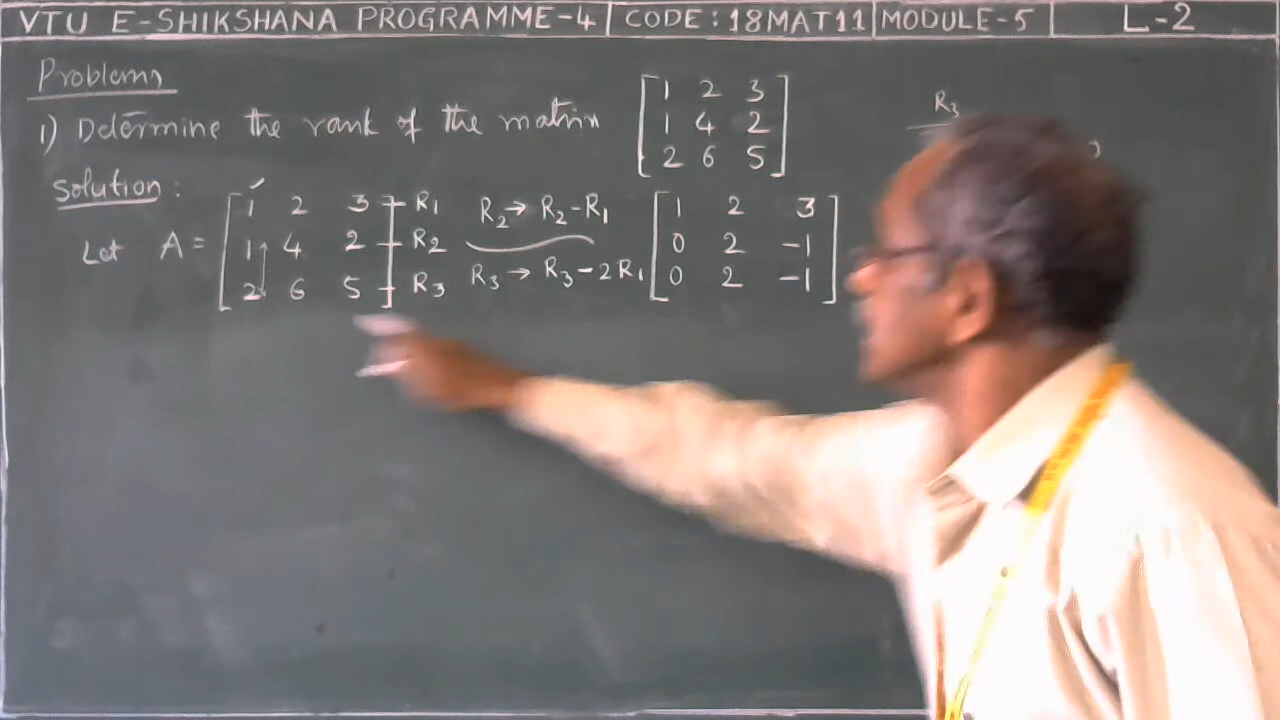 VTU E-SHIKSHANA PROGRAMME-4 CODE: 18MAT11 MODULE-5 L-2
Problems
1) Determine the rank of the matrix [1 2 3
1 4 2
2 6 5]
R3
Solution:
Let A = [1 2 3 R1
1 4 2 R2
2 6 5] R3
R2 → R2-R1
R3 → R3-2R1
[1 2 3
0 2 -1
0 2 -1]